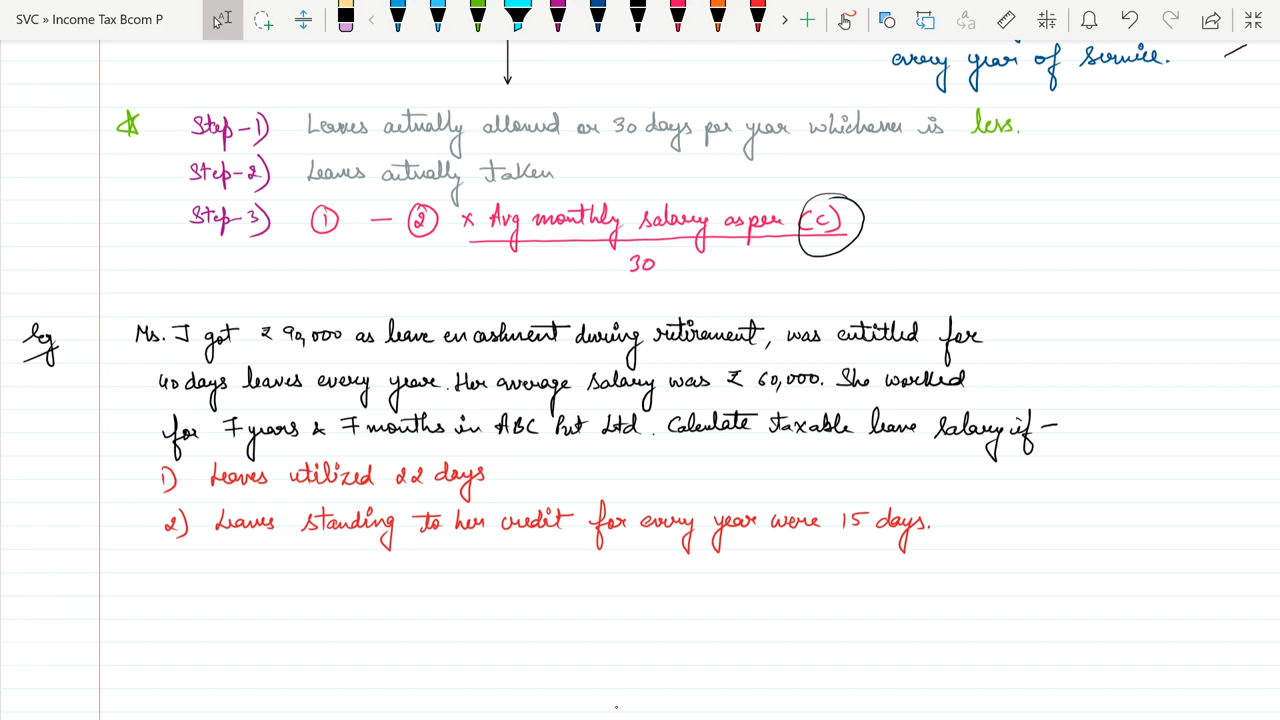 SVC » Income Tax Bcom P
every year of service.
Step-1) Leaves actually allowed or 30 days per year whichever is less.
Step-2) Leaves actually taken
Step-3) ① — ② x Avg monthly salary as per (c)
30
eg Ms. J got ₹ 90,000 as leave encashment during retirement, was entitled for
40 days leaves every year. Her average salary was ₹ 60,000. She worked
for 7 years & 7 months in ABC Pvt Ltd. Calculate taxable leave salary if —
1) Leaves utilized 22 days
2) Leaves standing to her credit for every year were 15 days.